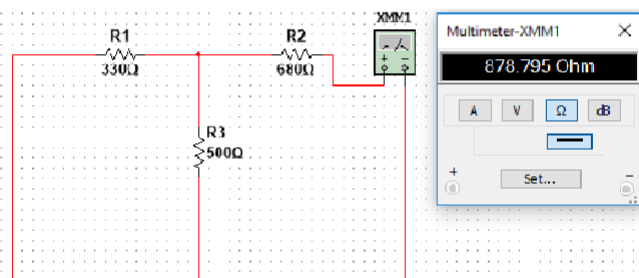 R1
330Ω
R2
680Ω
XMM1
R3
500Ω
Multimeter-XMM1
878.795 Ohm
A V Ω dB
+ Set... -